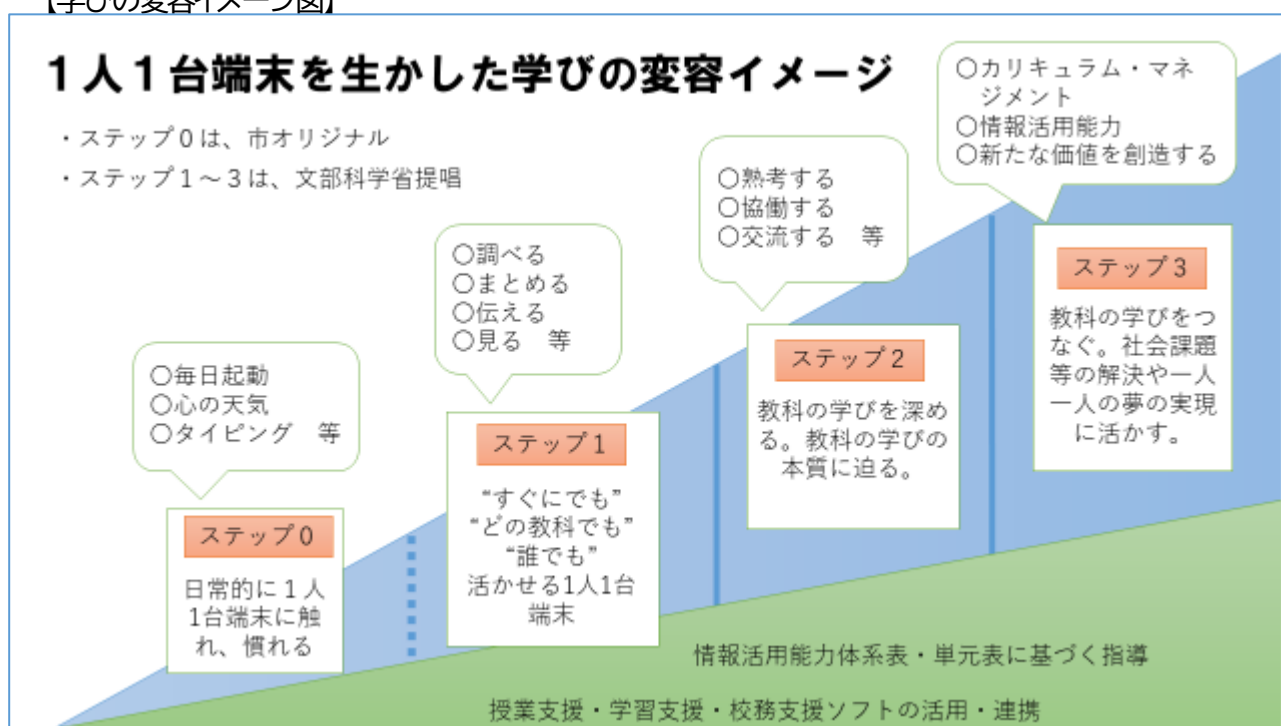 【学びの変容イメージ図】
１人１台端末を生かした学びの変容イメージ
・ステップ０は、市オリジナル
・ステップ１～３は、文部科学省提唱
○毎日起動
○心の天気
○タイピング　等
ステップ０
日常的に１人
1台端末に触
れ、慣れる
○調べる
○まとめる
○伝える
○見る　等
ステップ１
“すぐにでも”
“どの教科でも”
“誰でも”
活かせる1人1台
端末
○熟考する
○協働する
○交流する　等
ステップ２
教科の学びを深め
る。教科の学びの
本質に迫る。
○カリキュラム・マネ
ジメント
○情報活用能力
○新たな価値を創造する
ステップ３
教科の学びをつ
なぐ。社会課題
等の解決や一人
一人の夢の実現
に活かす。
情報活用能力体系表・単元表に基づく指導
授業支援・学習支援・校務支援ソフトの活用・連携